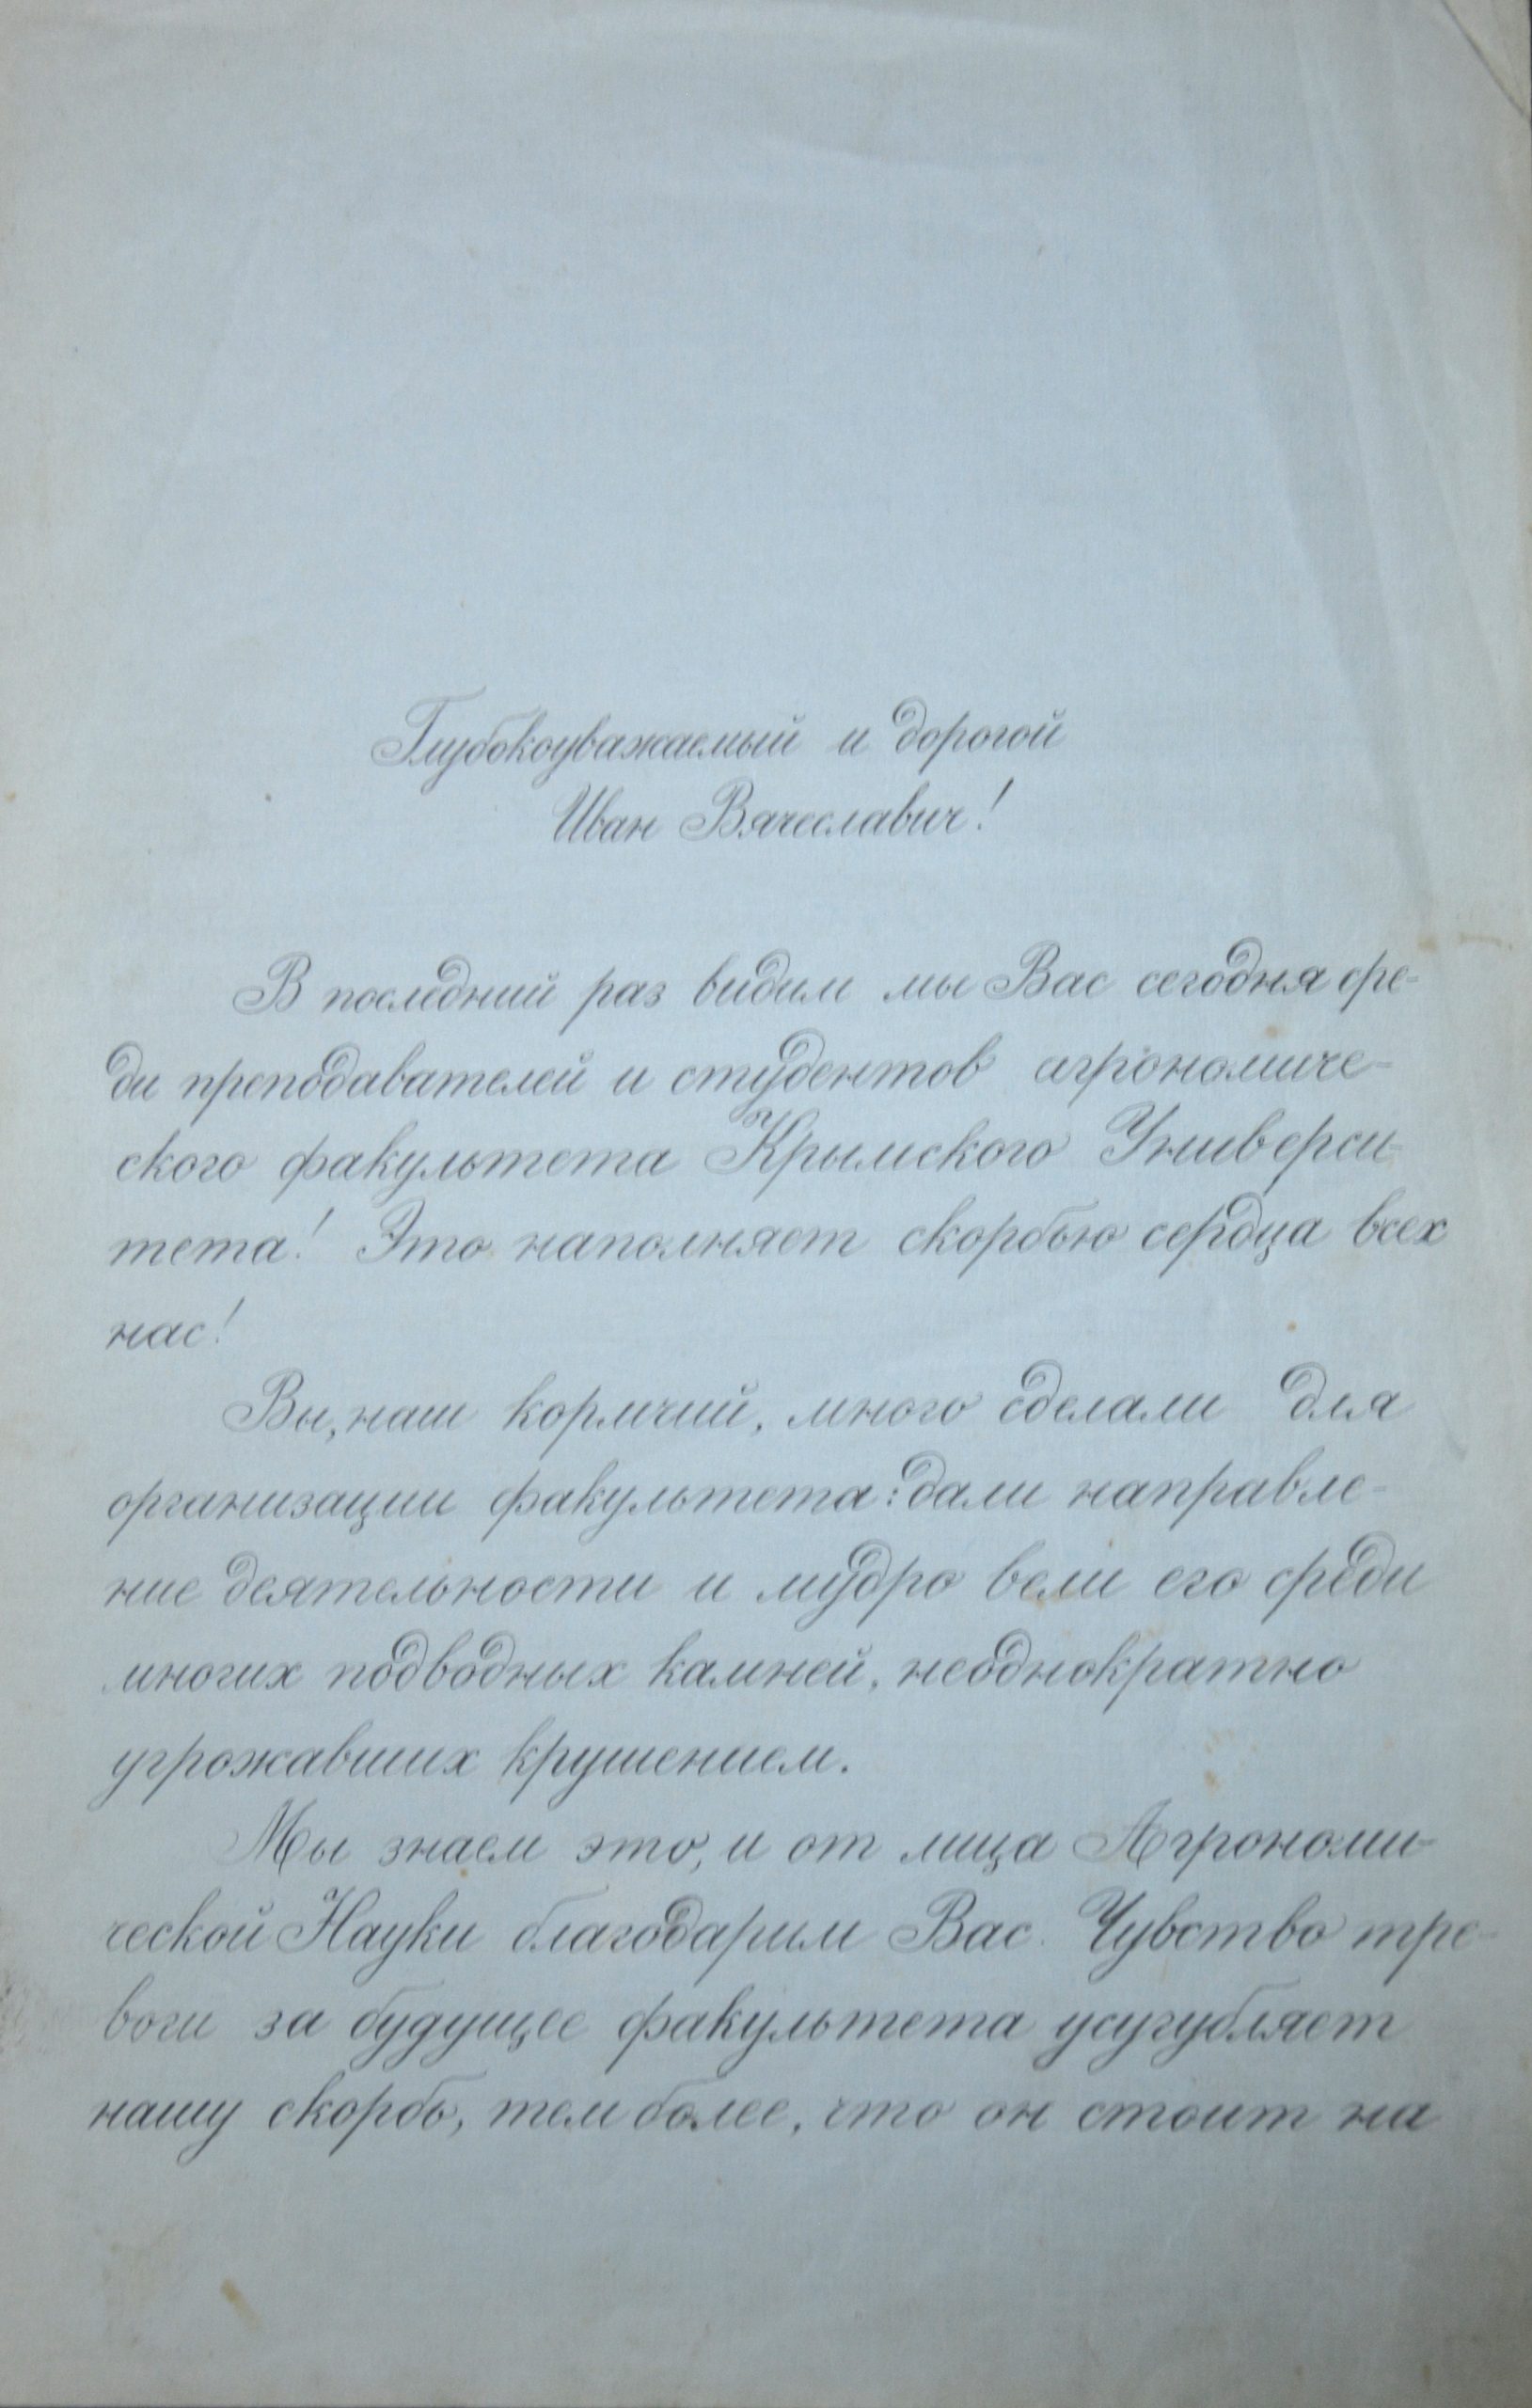 Глубокоуважаемый и дорогой
Иван Вячеславич!
В последний раз видим мы Вас сегодня сре-
ди преподавателей и студентов агрономиче-
ского факультета Крымского Универси-
тета! Это наполняет скорбью сердца всех
нас!
Вы, наш кормчий, много сделали для
организации факультета: дали направле-
ние деятельности и мудро вели его среди
многих подводных камней, неоднократно
угрожавших крушением.
Мы знаем это, и от лица Агрономи-
ческой Науки благодарим Вас. Чувство тре-
воги за будущее факультета усугубляет
нашу скорбь, тем более, что он стоит на